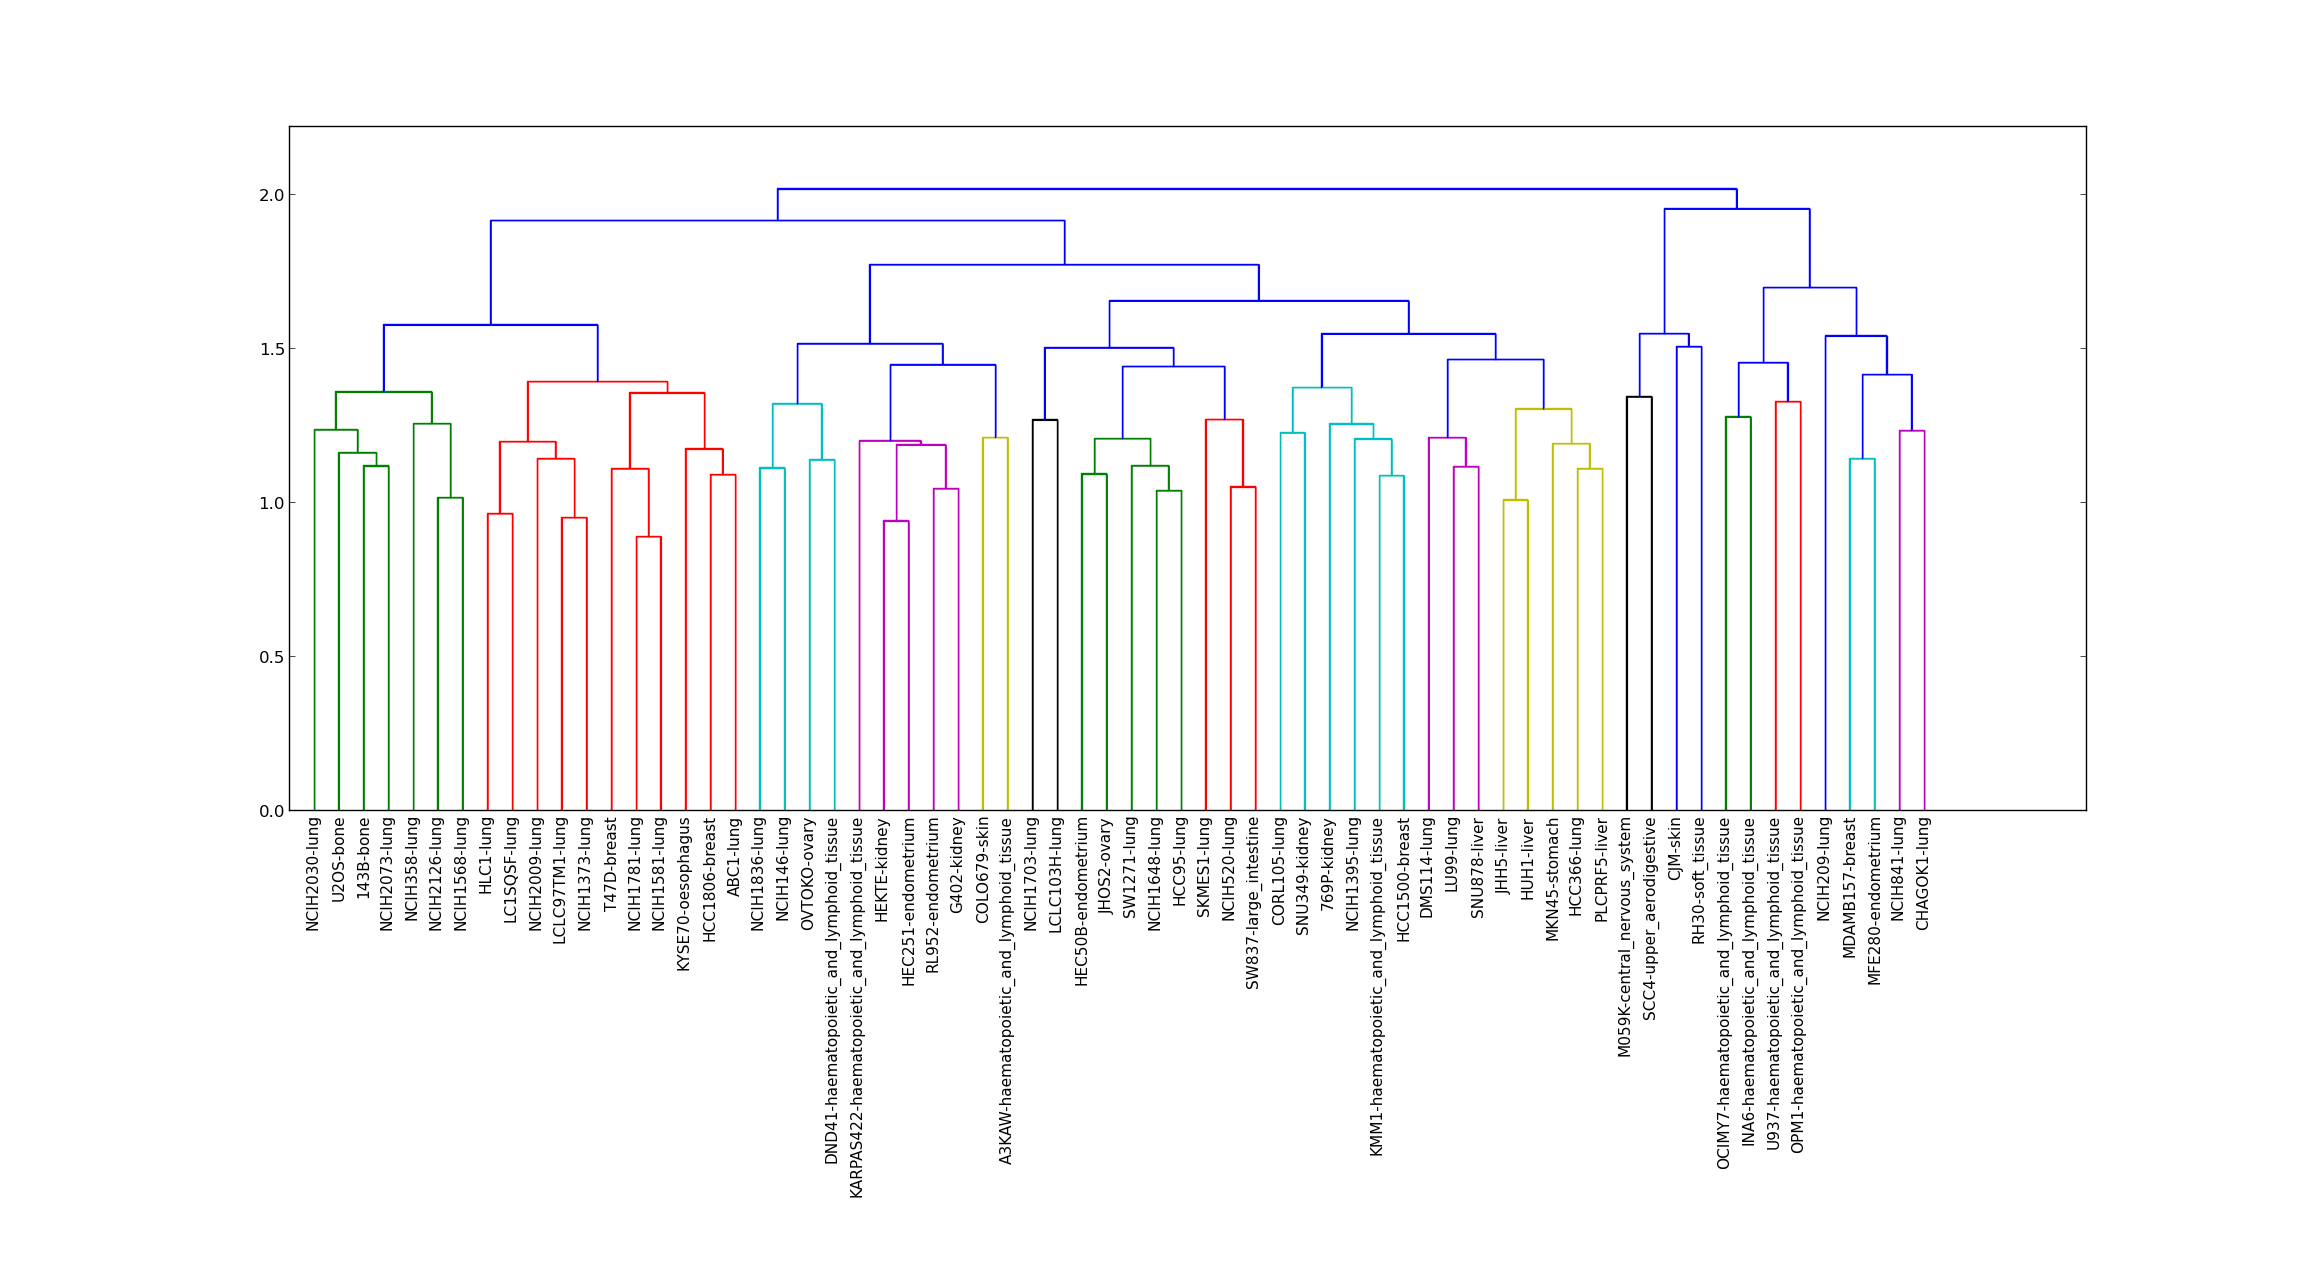 2.0
1.5
1.0
0.5
0.0
NCIH2030-lung
U2OS-bone
143B-bone
NCIH2073-lung
NCIH358-lung
NCIH2126-lung
NCIH1568-lung
HLC1-lung
LC1SQSF-lung
NCIH2009-lung
LCLC97TM1-lung
NCIH1373-lung
T47D-breast
NCIH1781-lung
NCIH1581-lung
KYSE70-oesophagus
HCC1806-breast
ABC1-lung
NCIH1836-lung
NCIH146-lung
OVTOKO-ovary
DND41-haematopoietic_and_lymphoid_tissue
KARPAS422-haematopoietic_and_lymphoid_tissue
HEKTE-kidney
HEC251-endometrium
RL952-endometrium
G402-kidney
COLO679-skin
A3KAW-haematopoietic_and_lymphoid_tissue
NCIH1703-lung
LCLC103H-lung
HEC50B-endometrium
JHOS2-ovary
SW1271-lung
NCIH1648-lung
HCC95-lung
SKMES1-lung
NCIH520-lung
SW837-large_intestine
CORL105-lung
SNU349-kidney
769P-kidney
NCIH1395-lung
KMM1-haematopoietic_and_lymphoid_tissue
HCC1500-breast
DMS114-lung
LU99-lung
SNU878-liver
JHH5-liver
HUH1-liver
MKN45-stomach
HCC366-lung
PLCPRF5-liver
M059K-central_nervous_system
SCC4-upper_aerodigestive
CJM-skin
RH30-soft_tissue
OCIMY7-haematopoietic_and_lymphoid_tissue
INA6-haematopoietic_and_lymphoid_tissue
U937-haematopoietic_and_lymphoid_tissue
OPM1-haematopoietic_and_lymphoid_tissue
NCIH209-lung
MDAMB157-breast
MFE280-endometrium
NCIH841-lung
CHAGOK1-lung